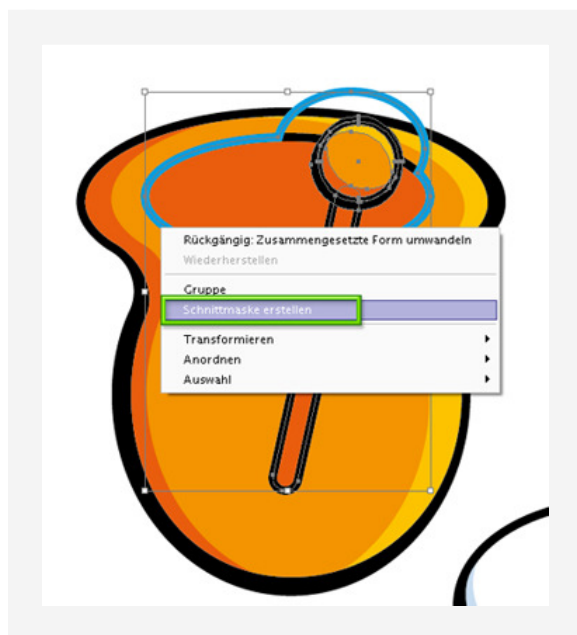 Rückgängig: Zusammengesetzte Form umwandeln
Wiederherstellen
Gruppe
Schnittmaske erstellen
Transformieren
Anordnen
Auswahl